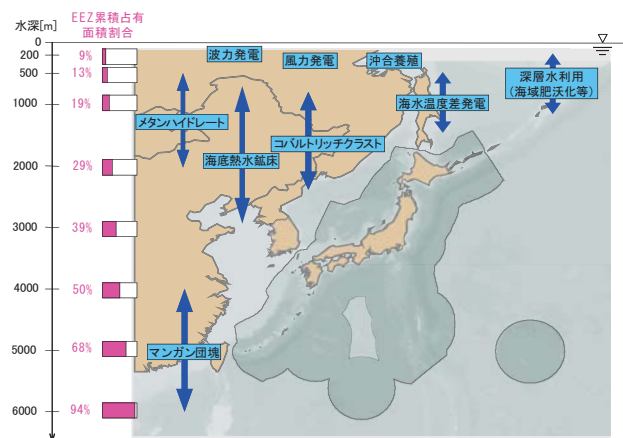 水深[m]
EEZ累積占有
面積割合
0
200
500
1000
2000
3000
4000
5000
6000
9%
13%
19%
29%
39%
50%
68%
94%
波力発電
風力発電
沖合養殖
深層水利用
(海域肥沃化等)
海水温度差発電
メタンハイドレート
コバルトリッチクラスト
海底熱水鉱床
マンガン団塊